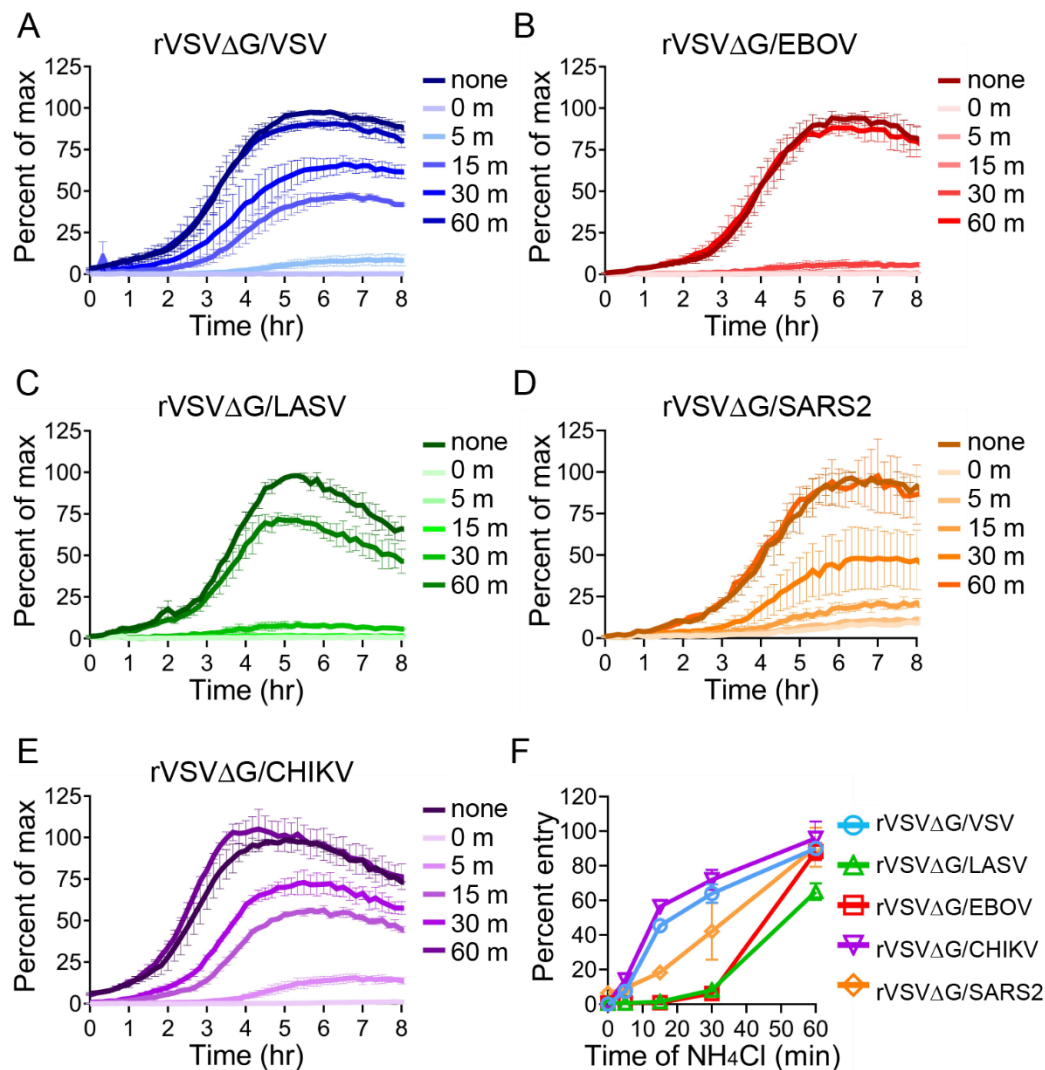 A
rVSVΔG/VSV
Percent of max
125
100
75
50
25
0
0 1 2 3 4 5 6 7 8
Time (hr)
none
0 m
5 m
15 m
30 m
60 m
B
rVSVΔG/EBOV
Percent of max
125
100
75
50
25
0
0 1 2 3 4 5 6 7 8
Time (hr)
none
0 m
5 m
15 m
30 m
60 m
C
rVSVΔG/LASV
Percent of max
125
100
75
50
25
0
0 1 2 3 4 5 6 7 8
Time (hr)
none
0 m
5 m
15 m
30 m
60 m
D
rVSVΔG/SARS2
Percent of max
125
100
75
50
25
0
0 1 2 3 4 5 6 7 8
Time (hr)
none
0 m
5 m
15 m
30 m
60 m
E
rVSVΔG/CHIKV
Percent of max
125
100
75
50
25
0
0 1 2 3 4 5 6 7 8
Time (hr)
none
0 m
5 m
15 m
30 m
60 m
F
Percent entry
120
100
80
60
40
20
0
0 10 20 30 40 50 60
Time of NH₄Cl (min)
rVSVΔG/VSV
rVSVΔG/LASV
rVSVΔG/EBOV
rVSVΔG/CHIKV
rVSVΔG/SARS2